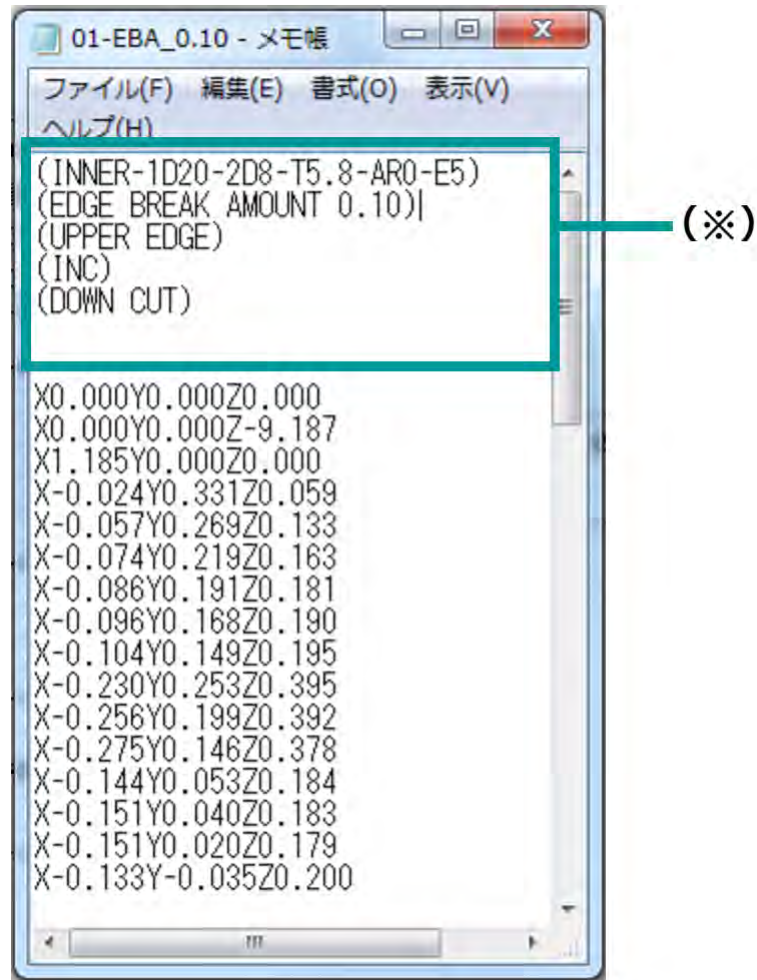 01-EBA_0.10 - メモ帳
ファイル(F) 編集(E) 書式(O) 表示(V)
ヘルプ(H)
(INNER-1D20-2D8-T5.8-AR0-E5)
(EDGE BREAK AMOUNT 0.10)
(UPPER EDGE)
(INC)
(DOWN CUT)
(※)
X0.000Y0.000Z0.000
X0.000Y0.000Z-9.187
X1.185Y0.000Z0.000
X-0.024Y0.331Z0.059
X-0.057Y0.269Z0.133
X-0.074Y0.219Z0.163
X-0.086Y0.191Z0.181
X-0.096Y0.168Z0.190
X-0.104Y0.149Z0.195
X-0.230Y0.253Z0.395
X-0.256Y0.199Z0.392
X-0.275Y0.146Z0.378
X-0.144Y0.053Z0.184
X-0.151Y0.040Z0.183
X-0.151Y0.020Z0.179
X-0.133Y-0.035Z0.200